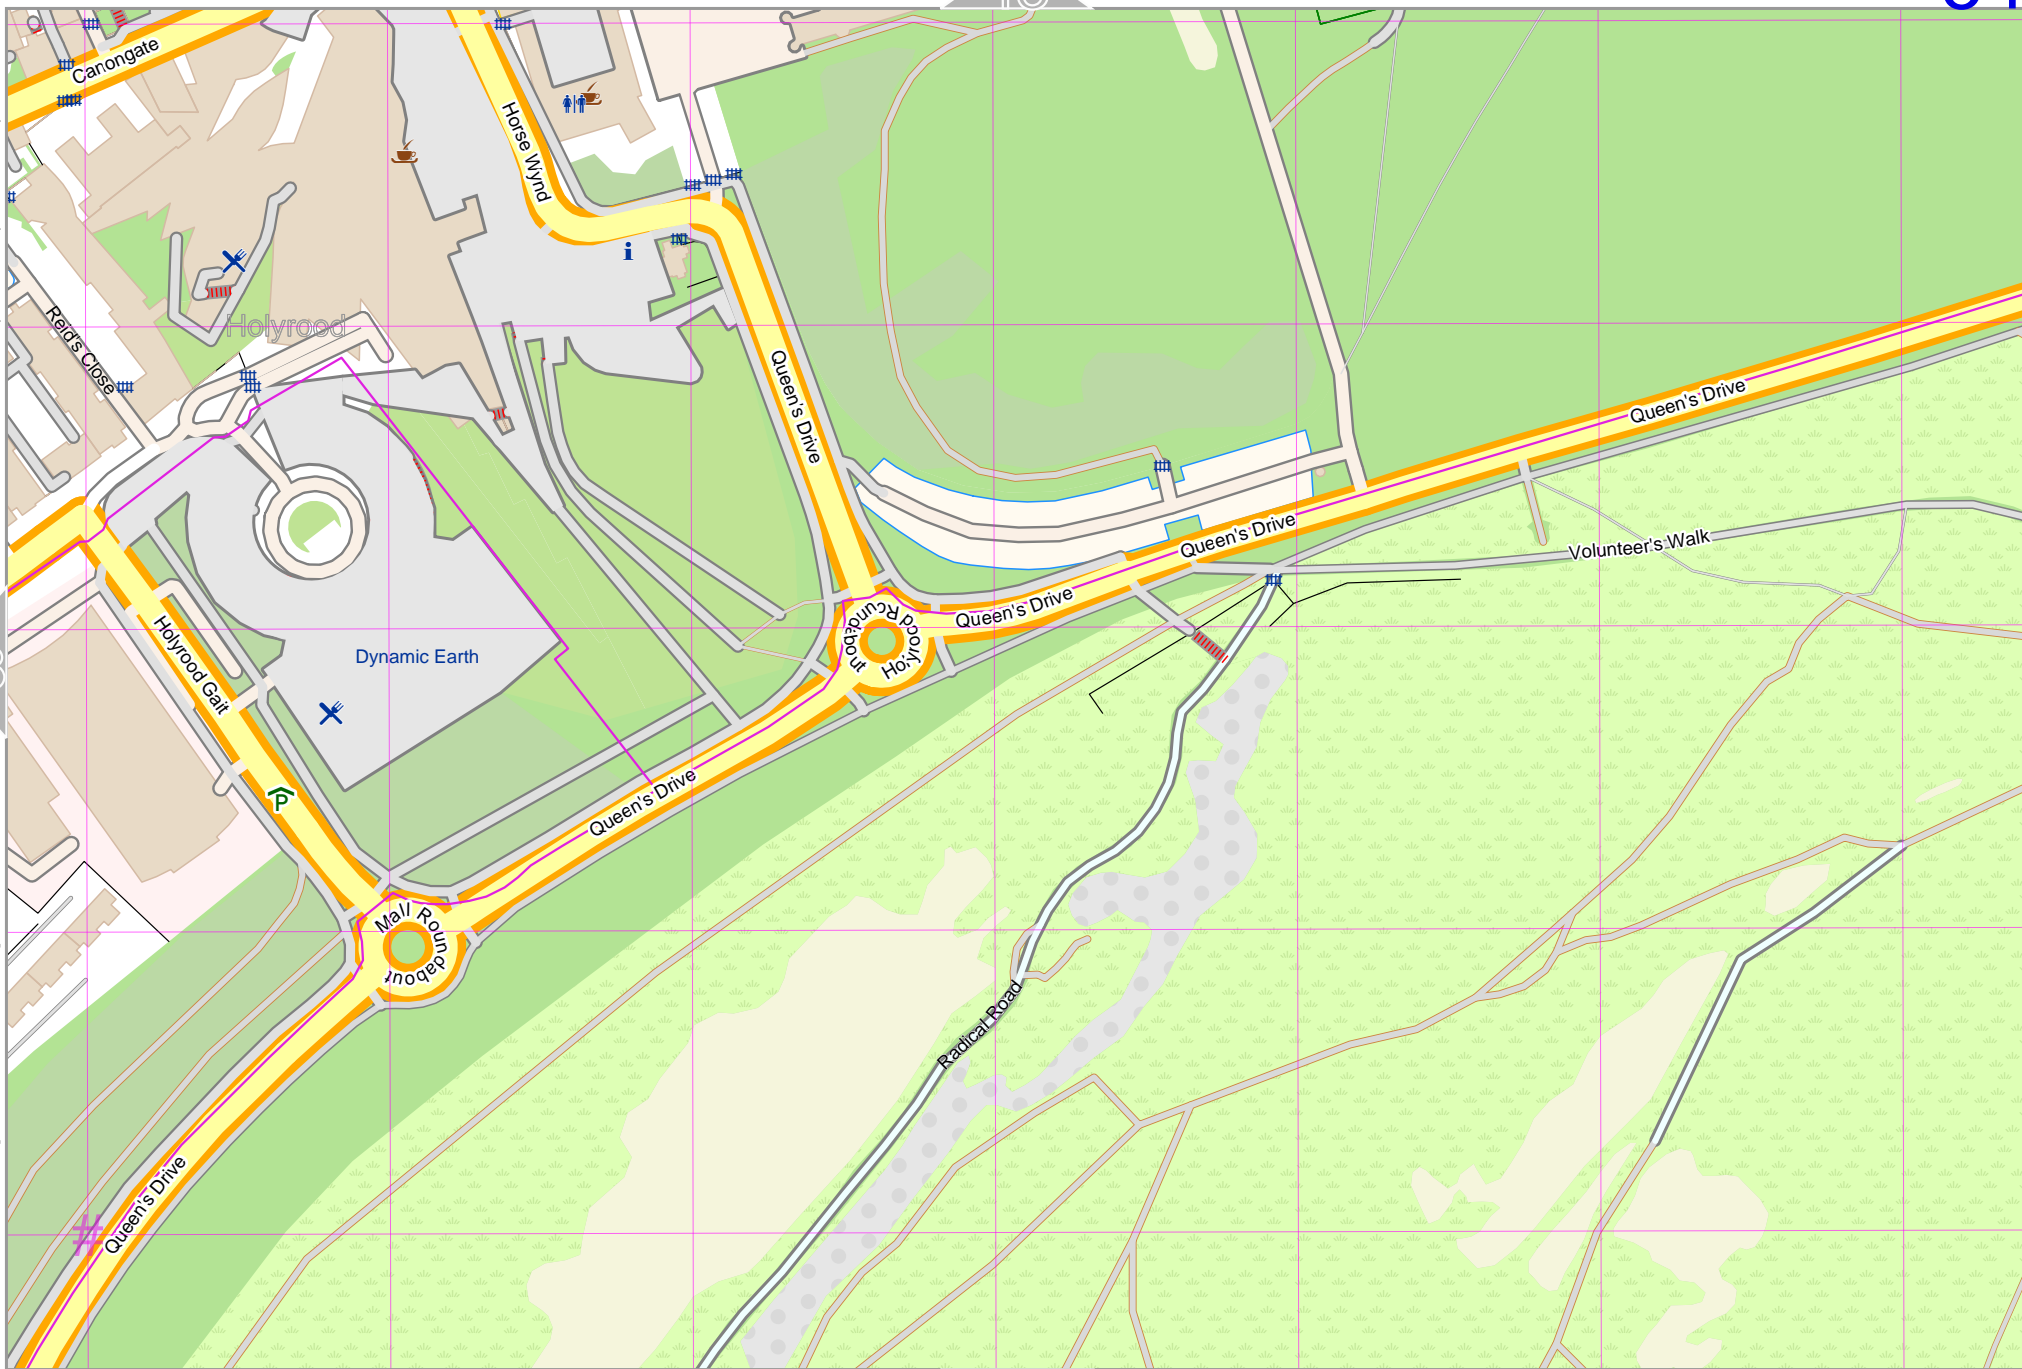 Canongate
Horse Wynd
i
Reid's Close
Holyrood
Queen's Drive
Queen's Drive
Queen's Drive
Volunteer's Walk
Queen's Drive
Holyrood Roundabout
Holyrood Gait
Dynamic Earth
P
Queen's Drive
Mall Roundabout
Radical Road
Queen's Drive
#